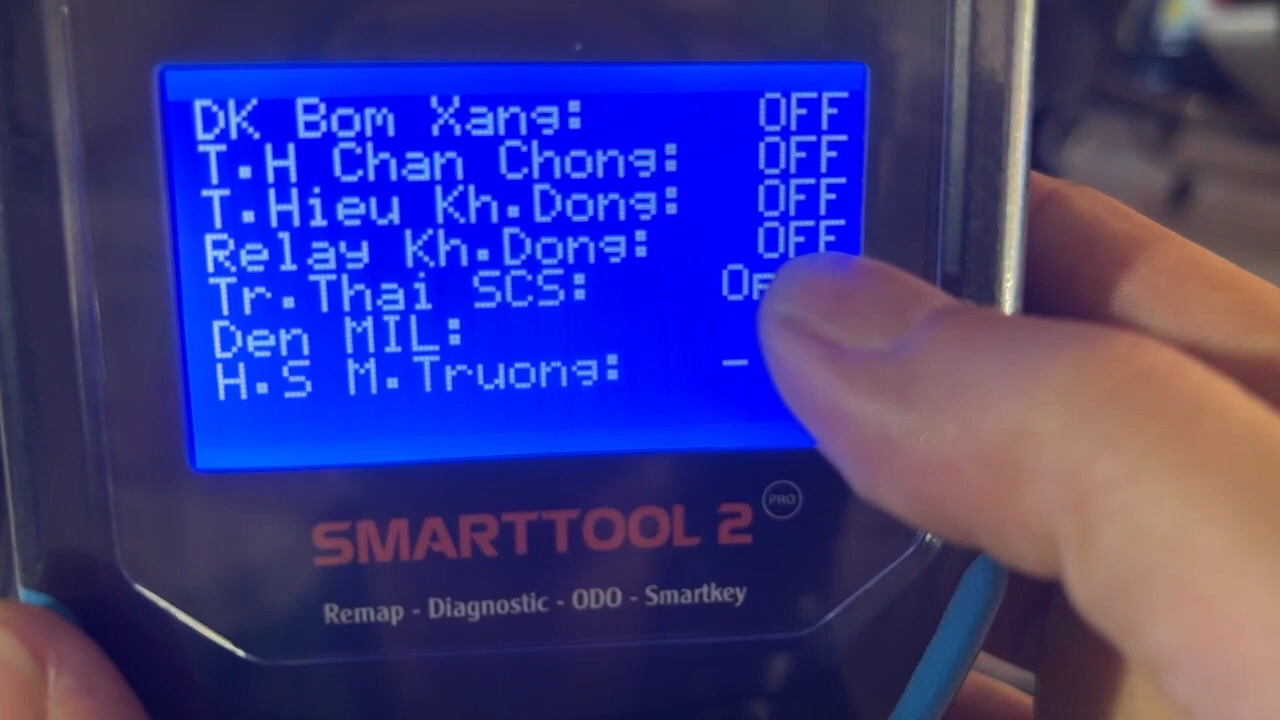 DK Bom Xang: OFF
T.H Chan Chong: OFF
T.Hieu Kh.Dong: OFF
Relay Kh.Dong: OFF
Tr.Thai SCS:
Den MIL:
H.S M.Truong: -
SMARTTOOL 2 PRO
Remap - Diagnostic - ODO - Smartkey